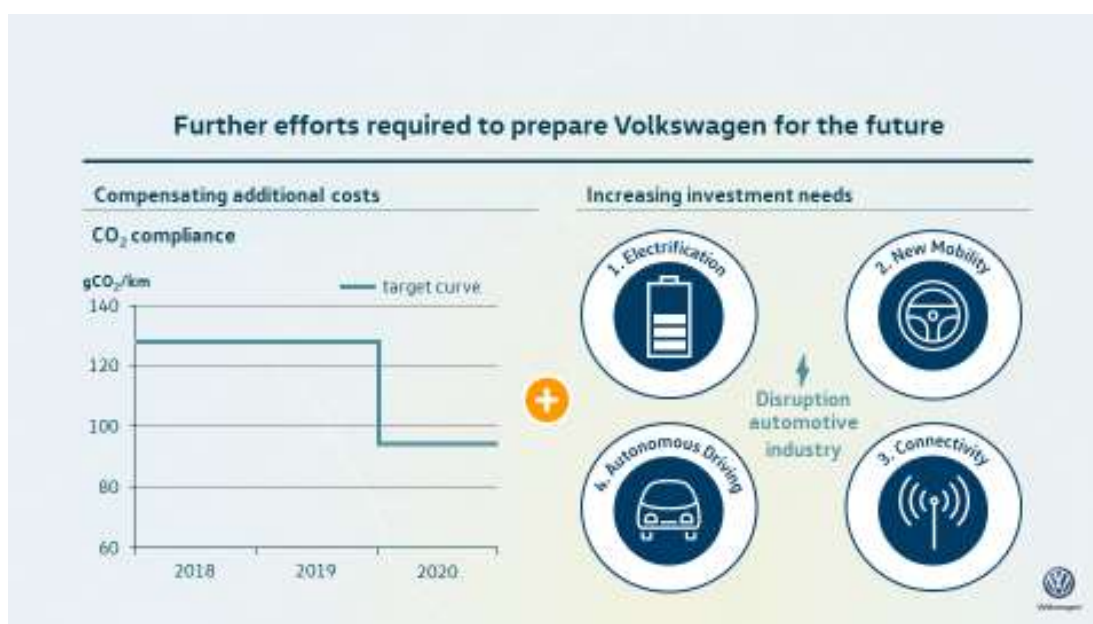 Further efforts required to prepare Volkswagen for the future
Compensating additional costs
CO₂ compliance
gCO₂/km
target curve
140
120
100
80
60
2018
2019
2020
Increasing investment needs
1. Electrification
2. New Mobility
Disruption
automotive
industry
4. Autonomous Driving
3. Connectivity
Volkswagen